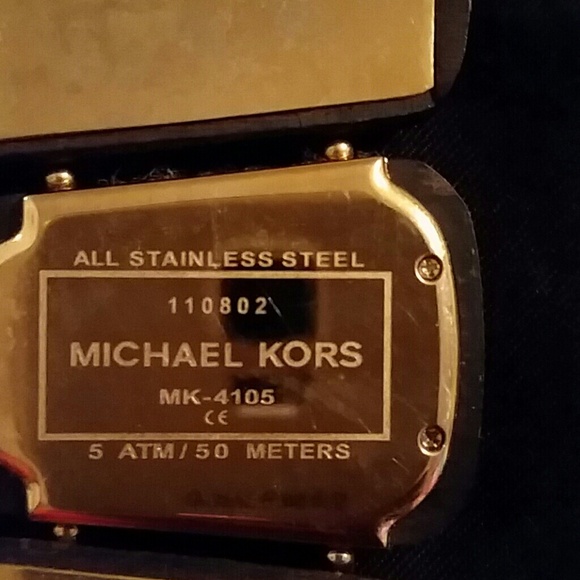 ALL STAINLESS STEEL
110802
MICHAEL KORS
MK-4105
CE
5 ATM/50 METERS